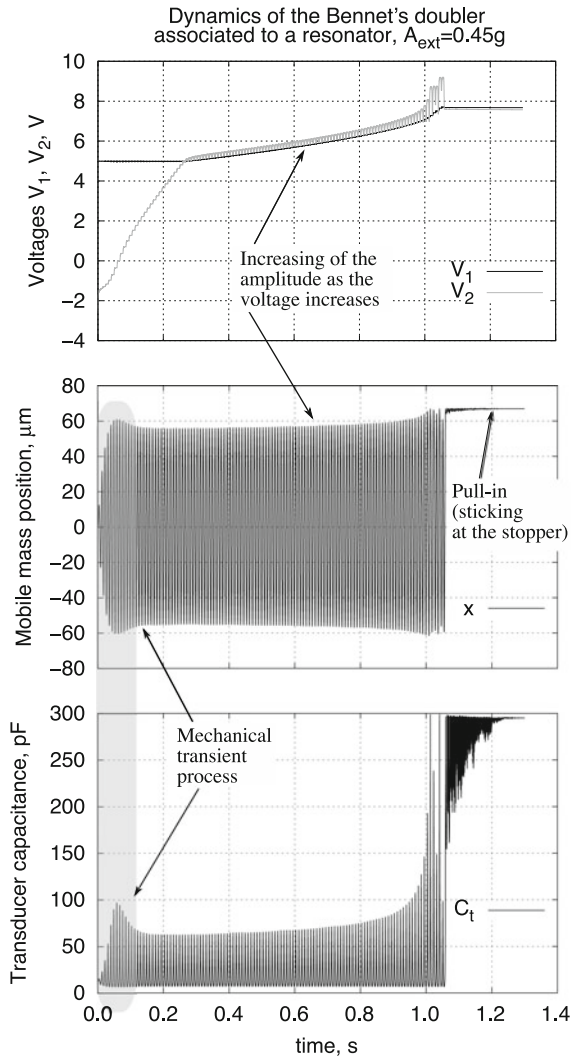 Dynamics of the Bennet's doubler
associated to a resonator, A_ext=0.45g
10
8
6
4
2
0
−2
−4
Voltages V₁, V₂, V
Increasing of the
amplitude as the
voltage increases
V₁
V₂
80
60
40
20
0
−20
−40
−60
−80
Mobile mass position, μm
Pull-in
(sticking
at the stopper)
x
300
250
200
150
100
50
0
Transducer capacitance, pF
Mechanical
transient
process
C_t
0.0 0.2 0.4 0.6 0.8 1.0 1.2 1.4
time, s